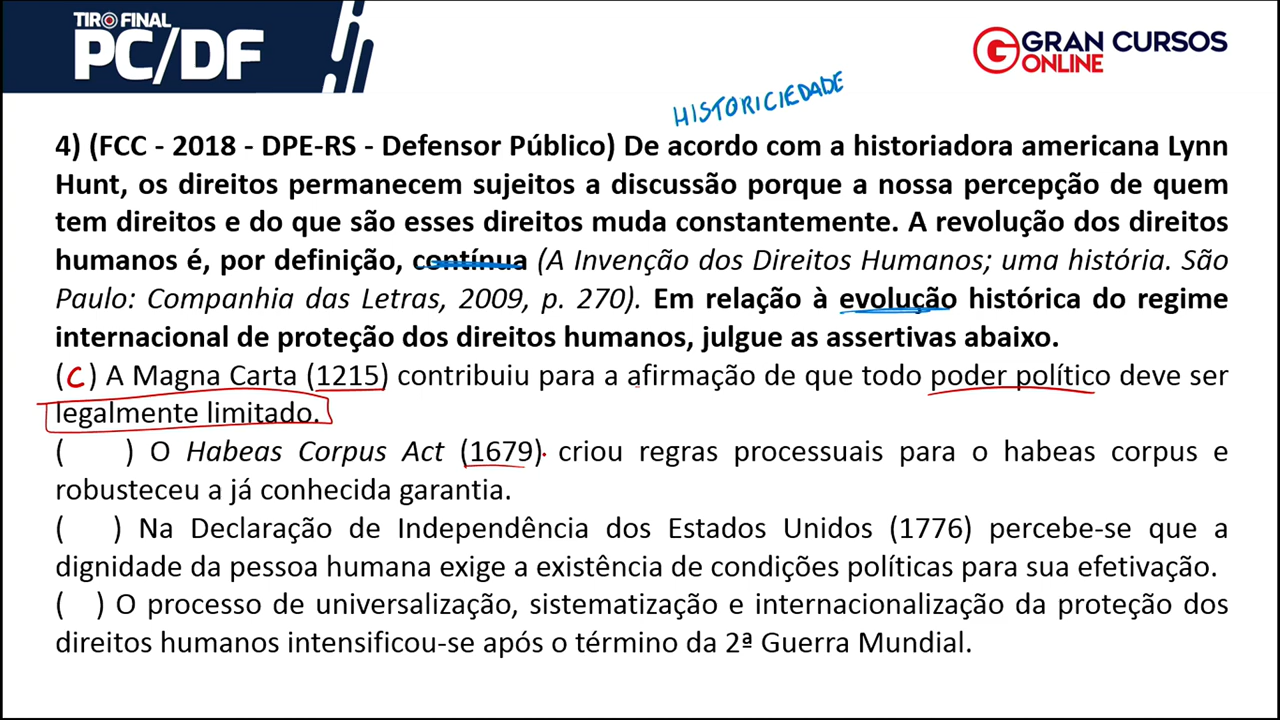 TIRO FINAL
PC/DF
GRAN CURSOS
ONLINE
HISTORICIEDADE
4) (FCC - 2018 - DPE-RS - Defensor Público) De acordo com a historiadora americana Lynn
Hunt, os direitos permanecem sujeitos a discussão porque a nossa percepção de quem
tem direitos e do que são esses direitos muda constantemente. A revolução dos direitos
humanos é, por definição, contínua (A Invenção dos Direitos Humanos; uma história. São
Paulo: Companhia das Letras, 2009, p. 270). Em relação à evolução histórica do regime
internacional de proteção dos direitos humanos, julgue as assertivas abaixo.
(C) A Magna Carta (1215) contribuiu para a afirmação de que todo poder político deve ser
legalmente limitado.
( ) O Habeas Corpus Act (1679) criou regras processuais para o habeas corpus e
robusteceu a já conhecida garantia.
( ) Na Declaração de Independência dos Estados Unidos (1776) percebe-se que a
dignidade da pessoa humana exige a existência de condições políticas para sua efetivação.
( ) O processo de universalização, sistematização e internacionalização da proteção dos
direitos humanos intensificou-se após o término da 2ª Guerra Mundial.